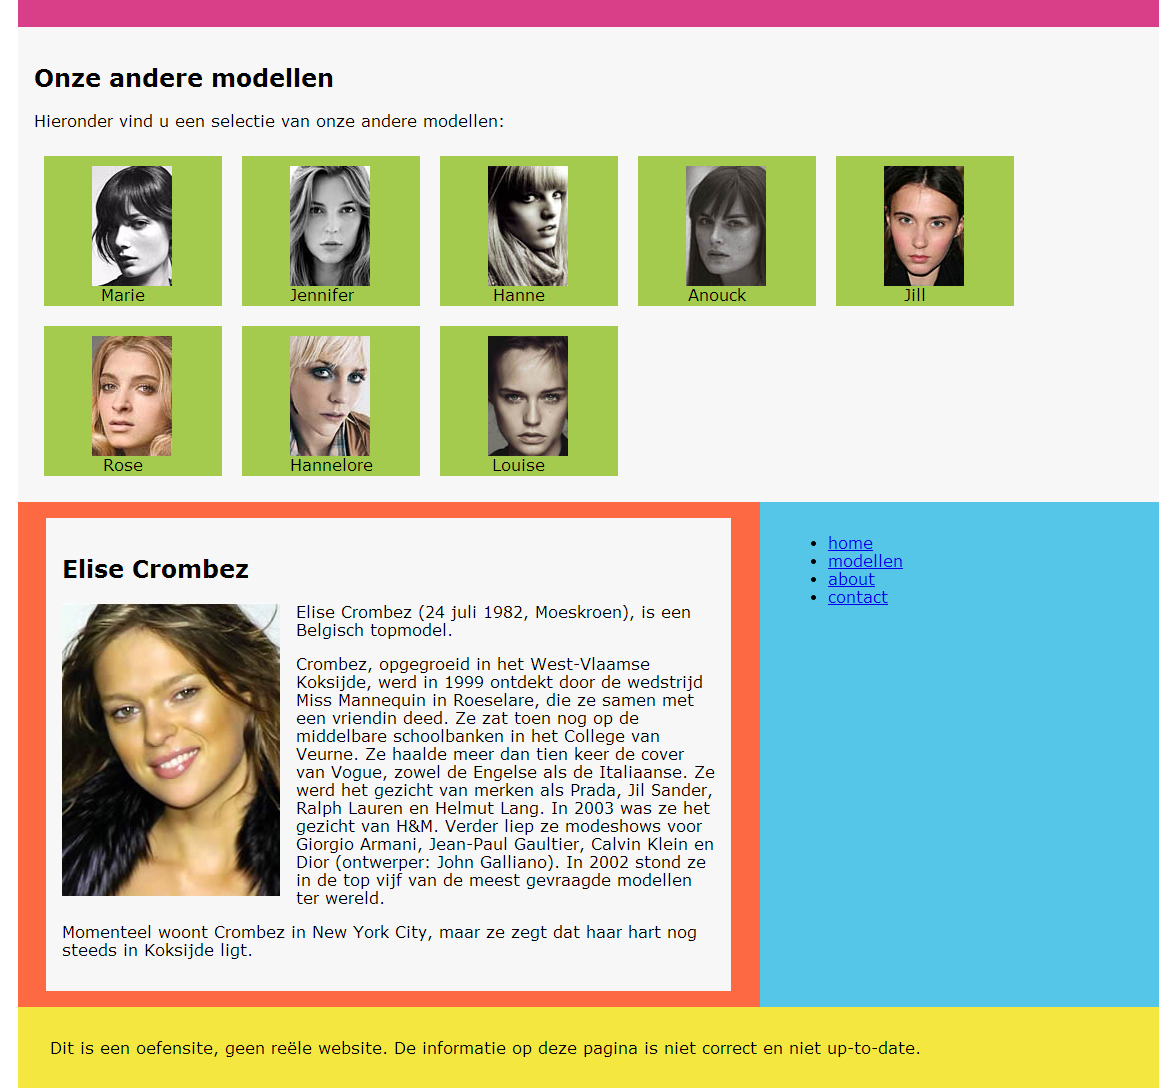 Onze andere modellen
Hieronder vind u een selectie van onze andere modellen:
Marie
Jennifer
Hanne
Anouck
Jill
Rose
Hannelore
Louise
Elise Crombez
Elise Crombez (24 juli 1982, Moeskroen), is een
Belgisch topmodel.
Crombez, opgegroeid in het West-Vlaamse
Koksijde, werd in 1999 ontdekt door de wedstrijd
Miss Mannequin in Roeselare, die ze samen met
een vriendin deed. Ze zat toen nog op de
middelbare schoolbanken in het College van
Veurne. Ze haalde meer dan tien keer de cover
van Vogue, zowel de Engelse als de Italiaanse. Ze
werd het gezicht van merken als Prada, Jil Sander,
Ralph Lauren en Helmut Lang. In 2003 was ze het
gezicht van H&M. Verder liep ze modeshows voor
Giorgio Armani, Jean-Paul Gaultier, Calvin Klein en
Dior (ontwerper: John Galliano). In 2002 stond ze
in de top vijf van de meest gevraagde modellen
ter wereld.
Momenteel woont Crombez in New York City, maar ze zegt dat haar hart nog
steeds in Koksijde ligt.
home
modellen
about
contact
Dit is een oefensite, geen reële website. De informatie op deze pagina is niet correct en niet up-to-date.